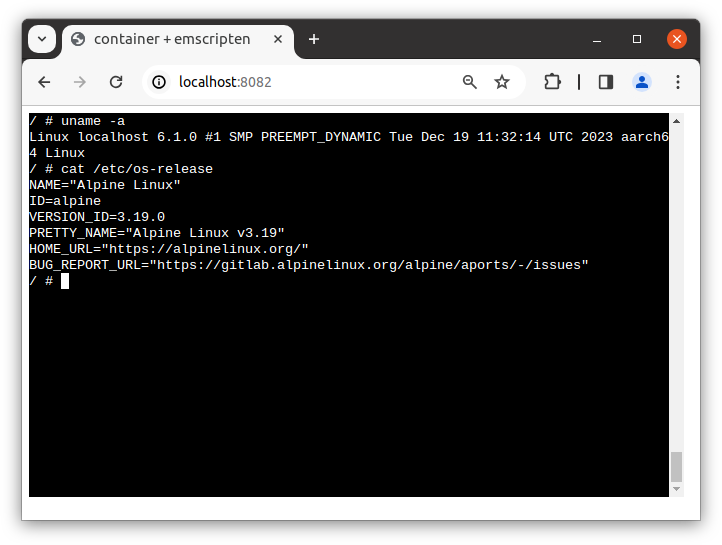 container + emscripten
localhost:8082
/ # uname -a
Linux localhost 6.1.0 #1 SMP PREEMPT_DYNAMIC Tue Dec 19 11:32:14 UTC 2023 aarch6
4 Linux
/ # cat /etc/os-release
NAME="Alpine Linux"
ID=alpine
VERSION_ID=3.19.0
PRETTY_NAME="Alpine Linux v3.19"
HOME_URL="https://alpinelinux.org/"
BUG_REPORT_URL="https://gitlab.alpinelinux.org/alpine/aports/-/issues"
/ #